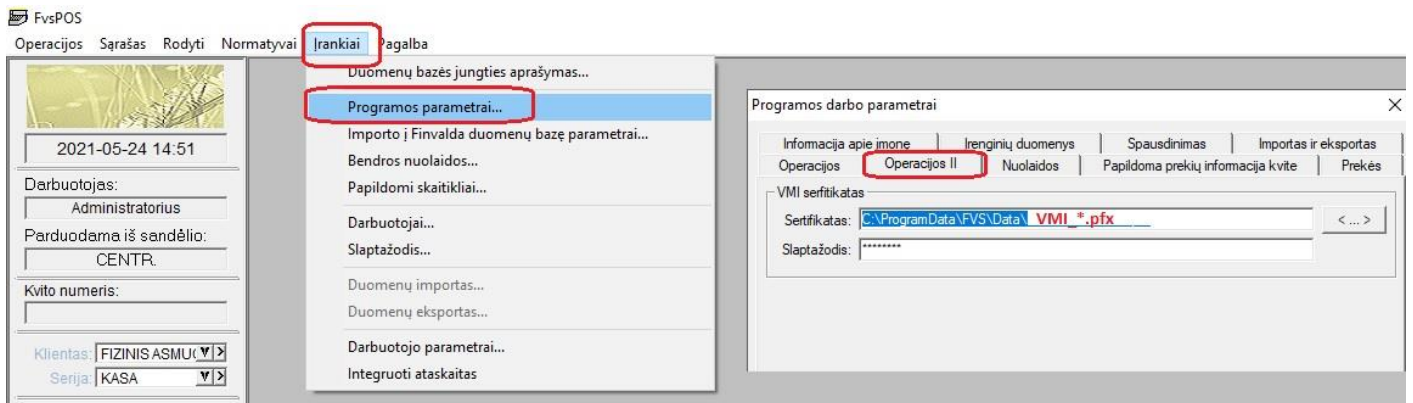 FvsPOS
Operacijos Sąrašas Rodyti Normatyvai Įrankiai Pagalba
2021-05-24 14:51
Darbuotojas:
Administratorius
Parduodama iš sandėlio:
CENTR.
Kvito numeris:
Klientas: FIZINIS ASMU(
Serija: KASA
Duomenų bazės jungties aprašymas...
Programos parametrai...
Importo į Finvalda duomenų bazę parametrai...
Bendros nuolaidos...
Papildomi skaitikliai...
Darbuotojai...
Slaptažodis...
Duomenų importas...
Duomenų eksportas...
Darbuotojo parametrai...
Integruoti ataskaitas
Programos darbo parametrai
Informacija apie įmonę Įrenginių duomenys Spausdinimas Importas ir eksportas
Operacijos Operacijos II Nuolaidos Papildoma prekių informacija kvite Prekės
VMI serfitikatas
Sertifikatas: C:\ProgramData\FVS\Data\ VMI_*.pfx < ... >
Slaptažodis: ********